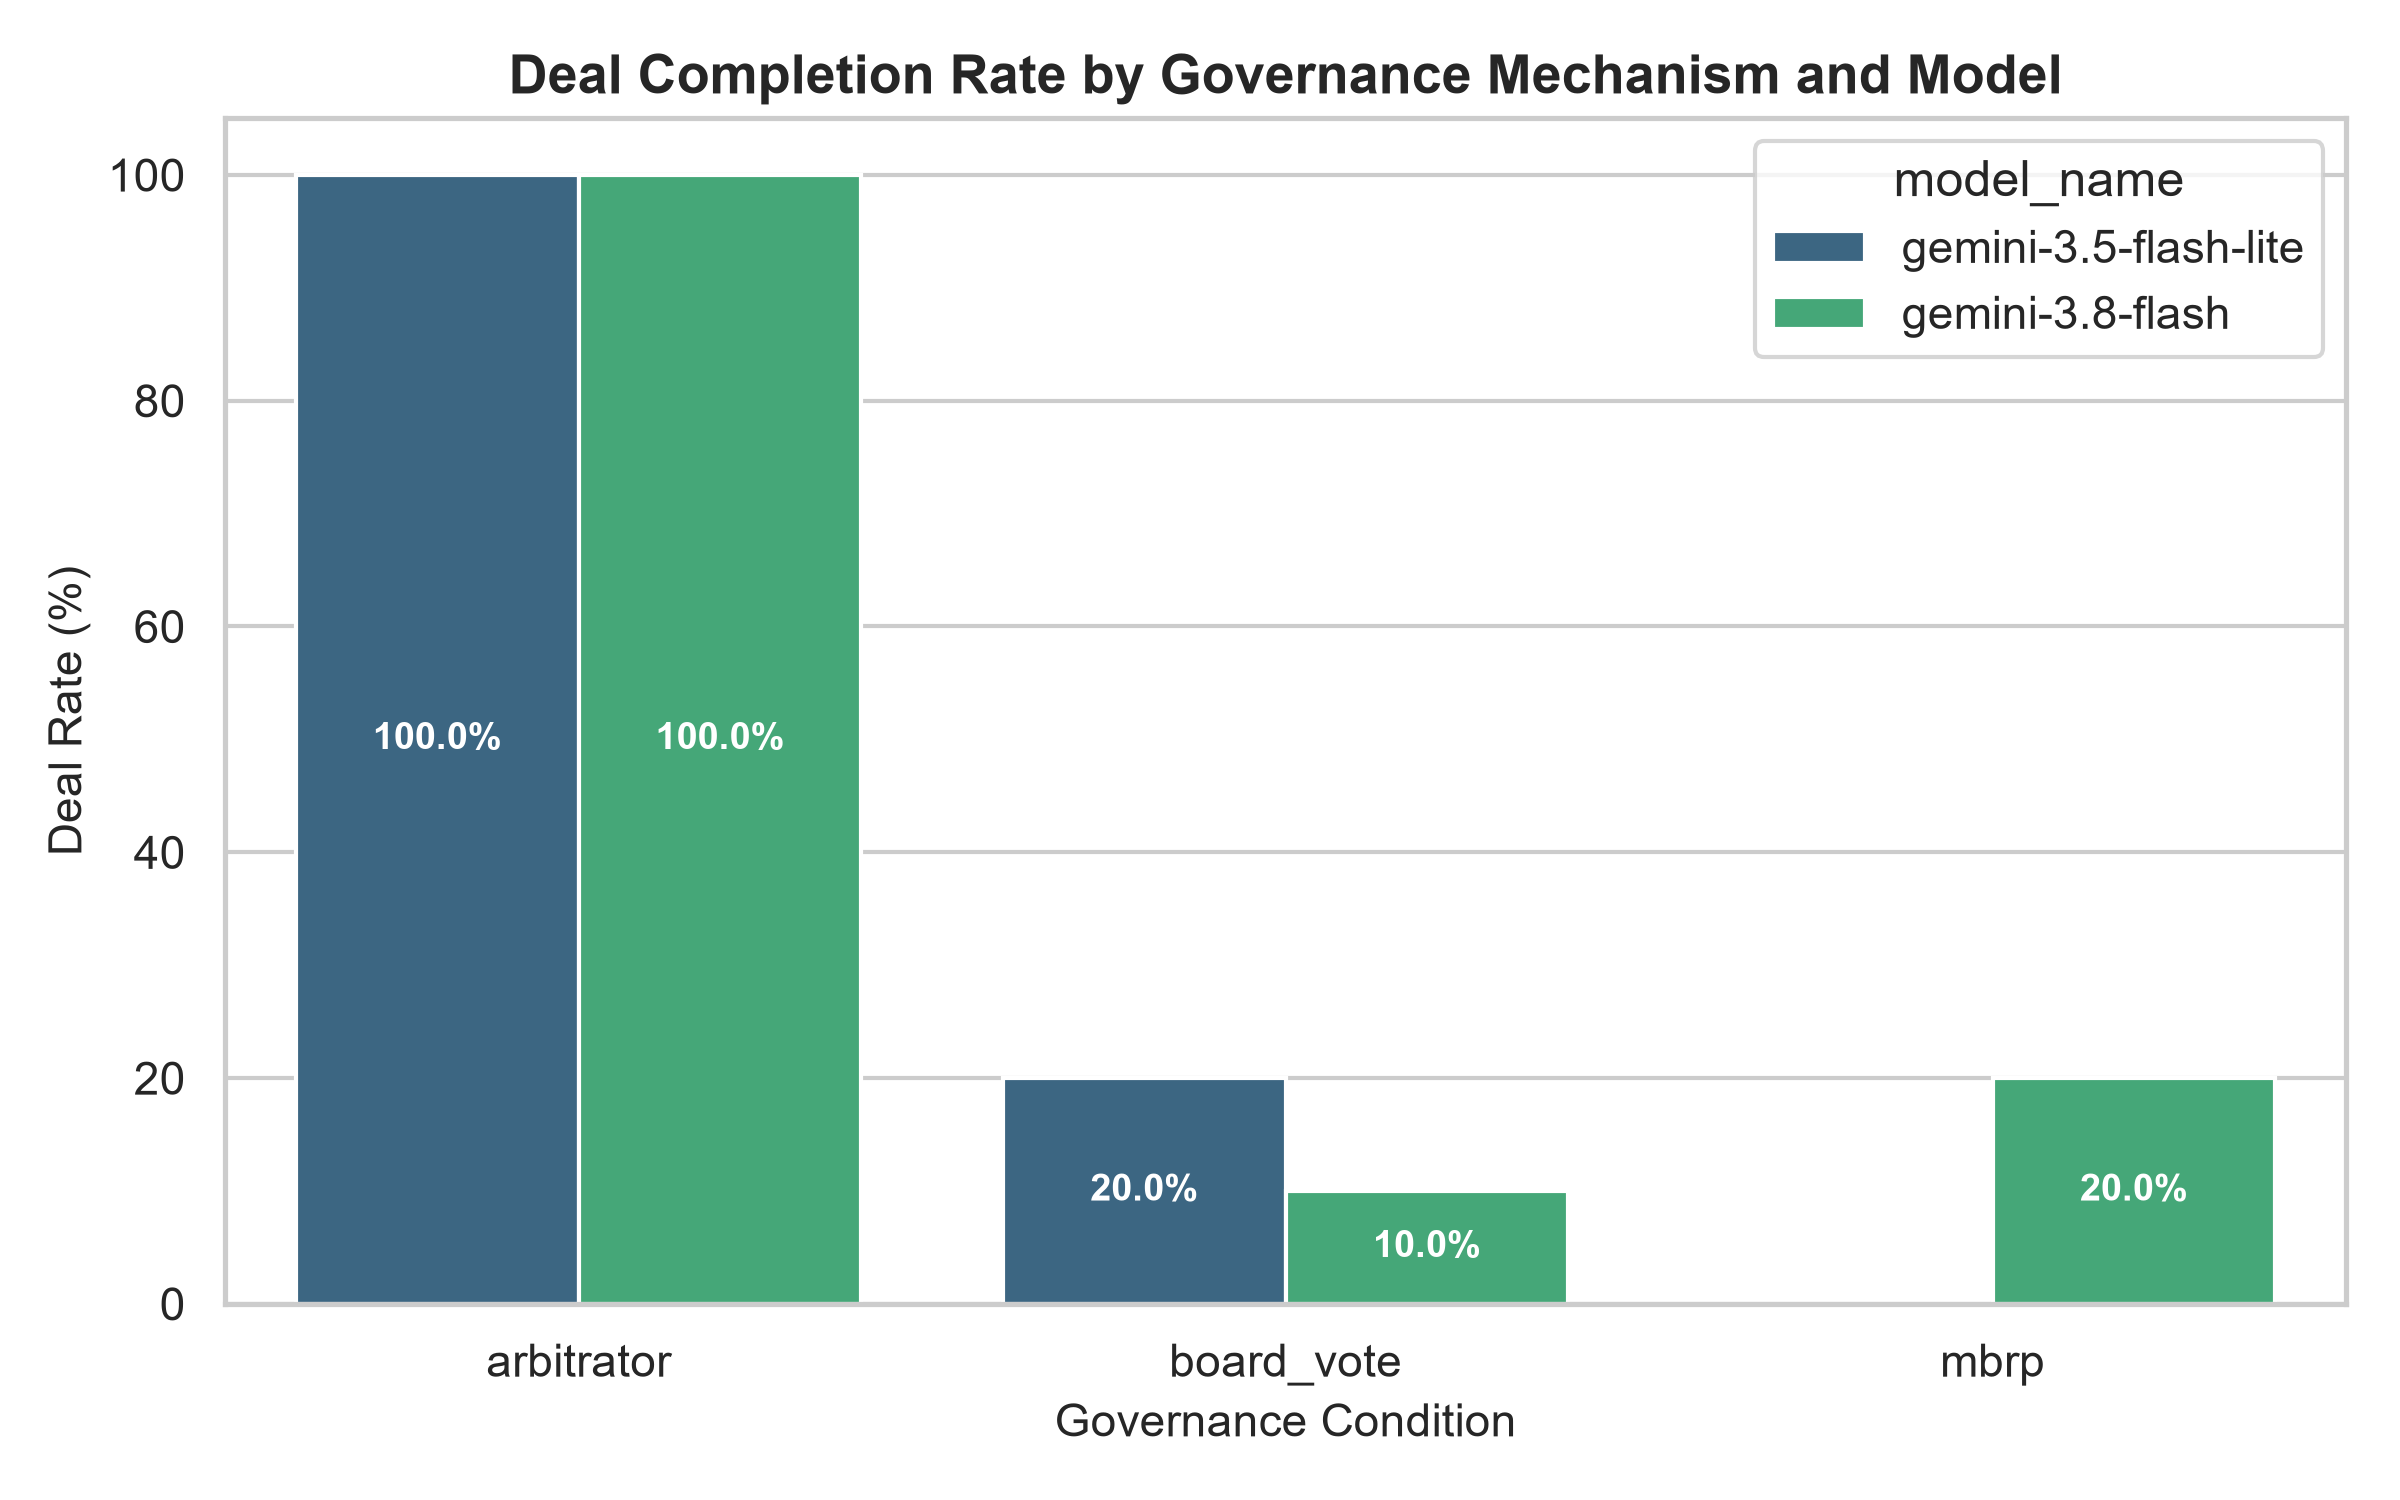 Deal Completion Rate by Governance Mechanism and Model
model_name
gemini-3.5-flash-lite
gemini-3.8-flash
Deal Rate (%)
100
80
60
40
20
0
100.0%
100.0%
20.0%
10.0%
20.0%
arbitrator
board_vote
mbrp
Governance Condition